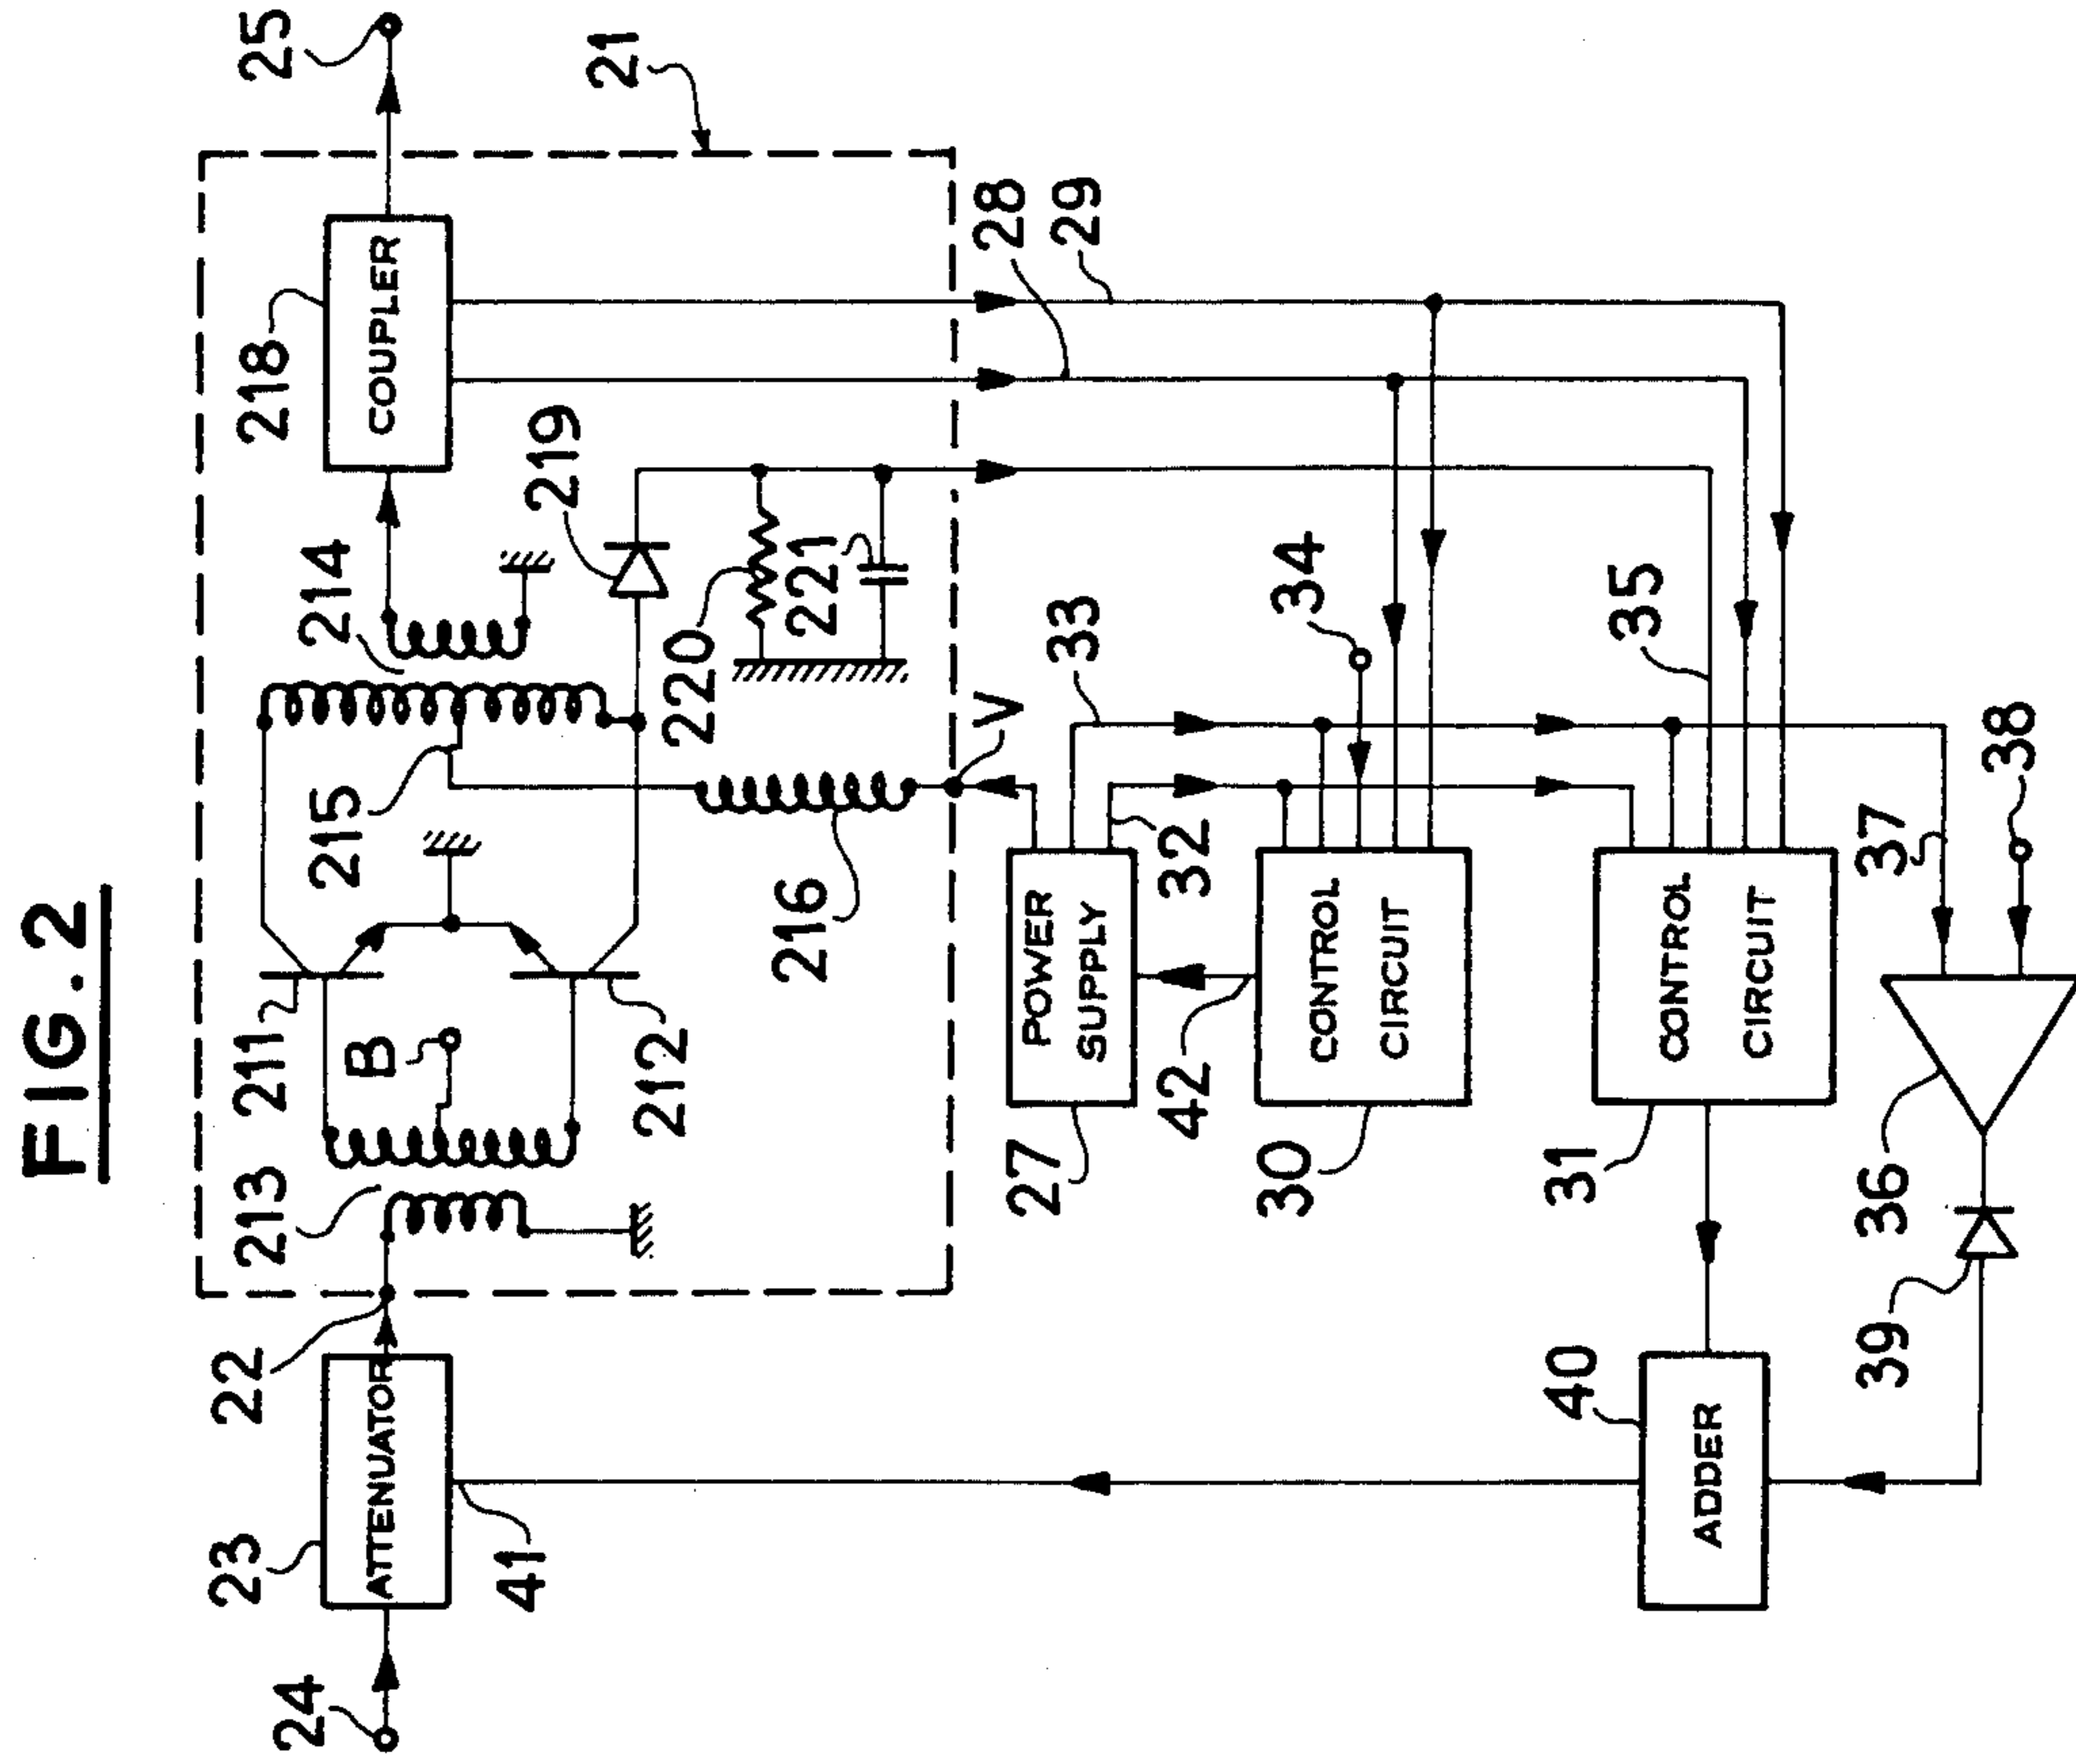 FIG. 2
24
23
ATTENUATOR
22
41
213
211
B
212
215
214
216
219
220
221
218
COUPLER
25
21
V
28
29
27
POWER
SUPPLY
33
32
42
34
30
CONTROL
CIRCUIT
35
31
CONTROL
CIRCUIT
37
38
36
39
40
ADDER